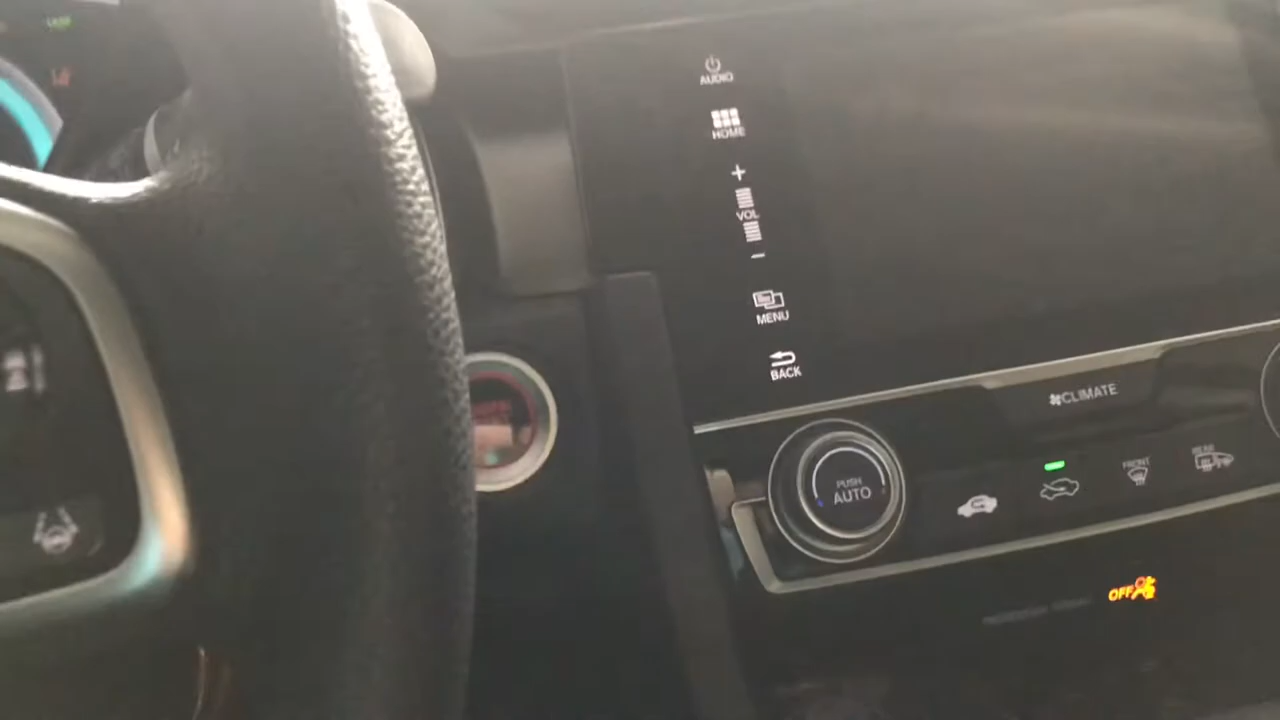 AUDIO
HOME
+
VOL
−
MENU
BACK
CLIMATE
PUSH
AUTO
FRONT
REAR
OFF